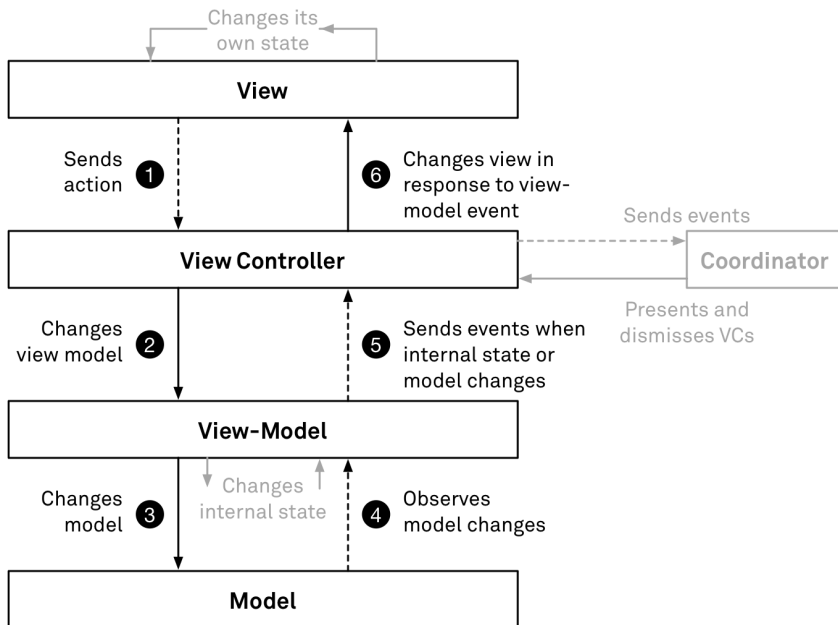 Changes its
own state
View
Sends
action
1
6
Changes view in
response to view-
model event
Sends events
View Controller
Coordinator
Presents and
dismisses VCs
Changes
view model
2
5
Sends events when
internal state or
model changes
View-Model
Changes
model
3
Changes
internal state
4
Observes
model changes
Model